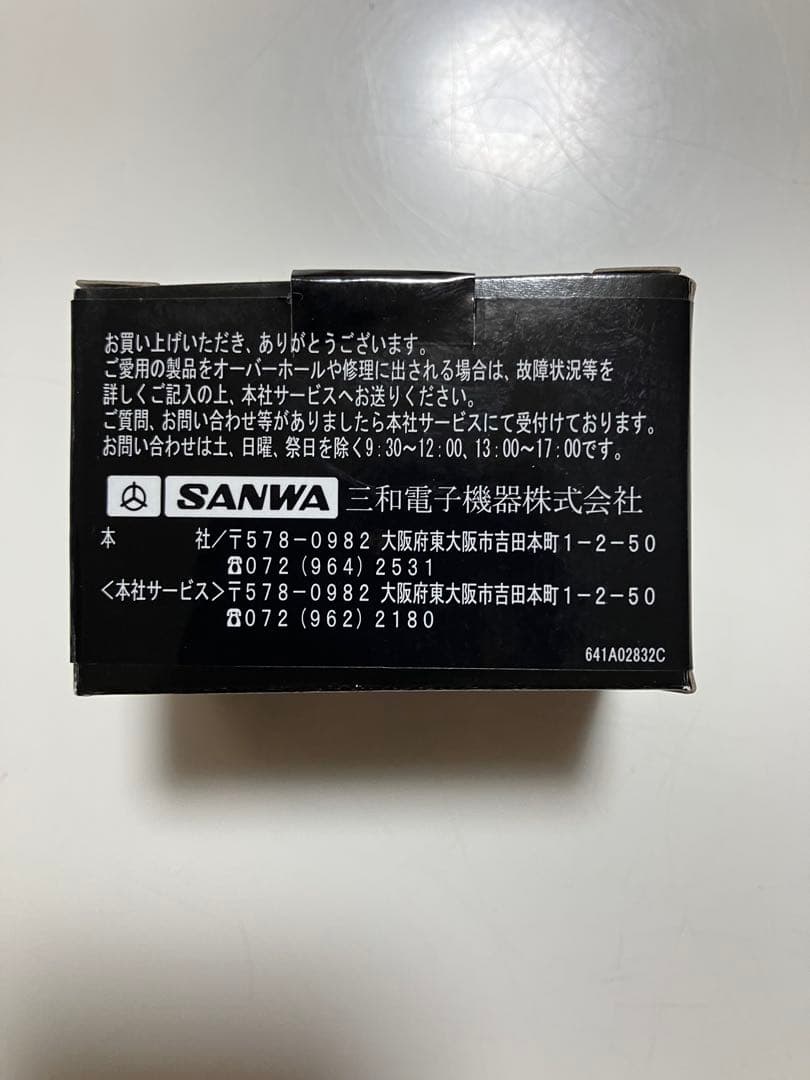 お買い上げいただき、ありがとうございます。
ご愛用の製品をオーバーホールや修理に出される場合は、故障状況等を
詳しくご記入の上、本社サービスへお送りください。
ご質問、お問い合わせ等がありましたら本社サービスにて受付けております。
お問い合わせは土、日曜、祭日を除く9:30～12:00、13:00～17:00です。
SANWA 三和電子機器株式会社
本 社/〒578-0982 大阪府東大阪市吉田本町1-2-50
☎072(964)2531
<本社サービス>〒578-0982 大阪府東大阪市吉田本町1-2-50
☎072(962)2180
641A02832C